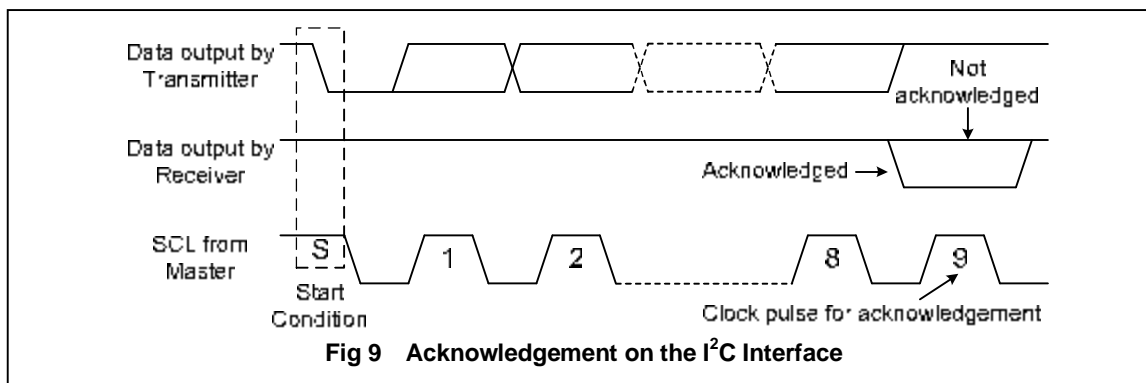 Data output by
Transmitter
Not
acknowledged
Data output by
Receiver
Acknowledged
SCL from
Master
S
1
2
8
9
Start
Condition
Clock pulse for acknowledgement
Fig 9 Acknowledgement on the I²C Interface